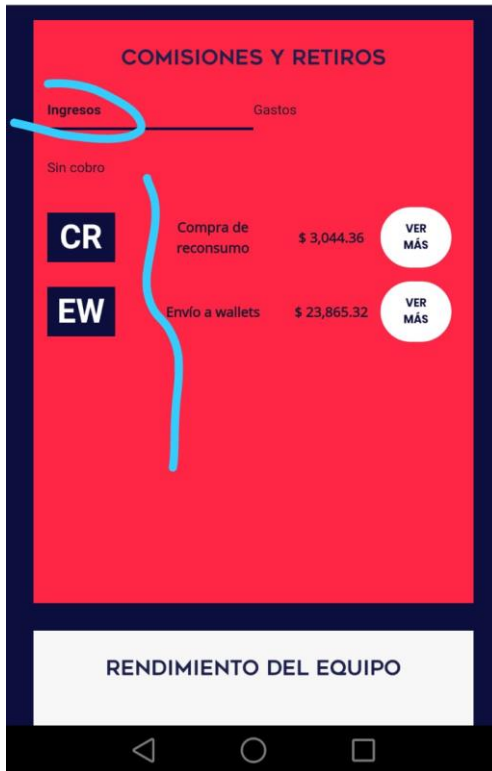 COMISIONES Y RETIROS
Ingresos Gastos
Sin cobro
CR Compra de reconsumo $ 3,044.36 VER MÁS
EW Envío a wallets $ 23,865.32 VER MÁS
RENDIMIENTO DEL EQUIPO